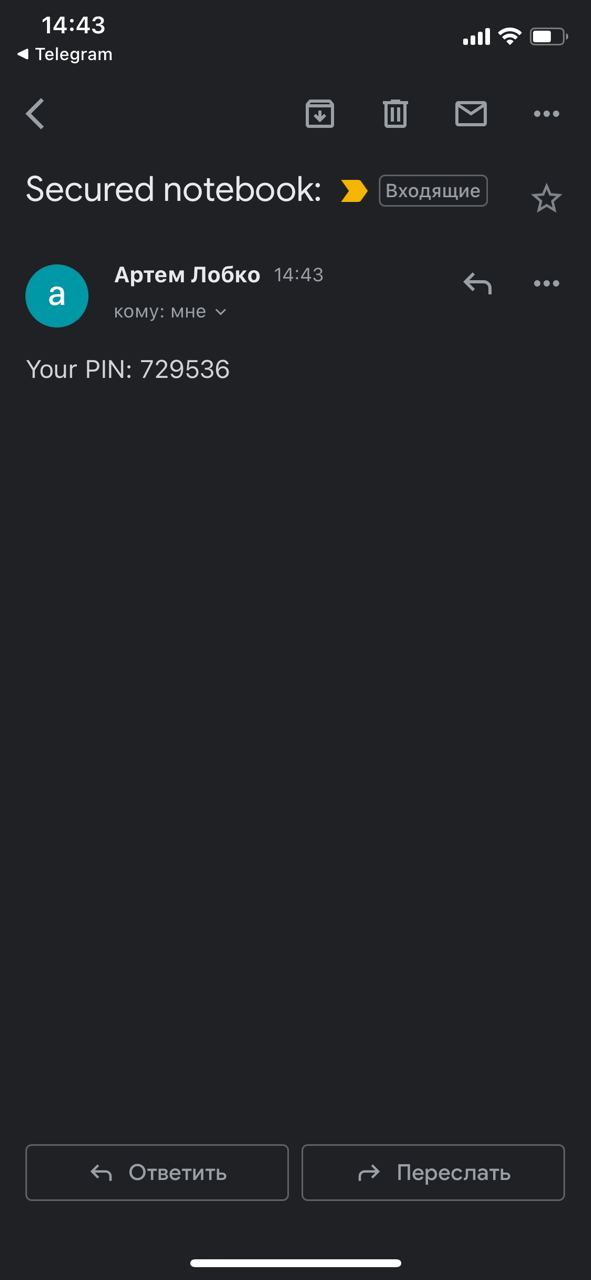 14:43
◀ Telegram
Secured notebook: Входящие
Артем Лобко 14:43
a
кому: мне
Your PIN: 729536
Ответить
Переслать